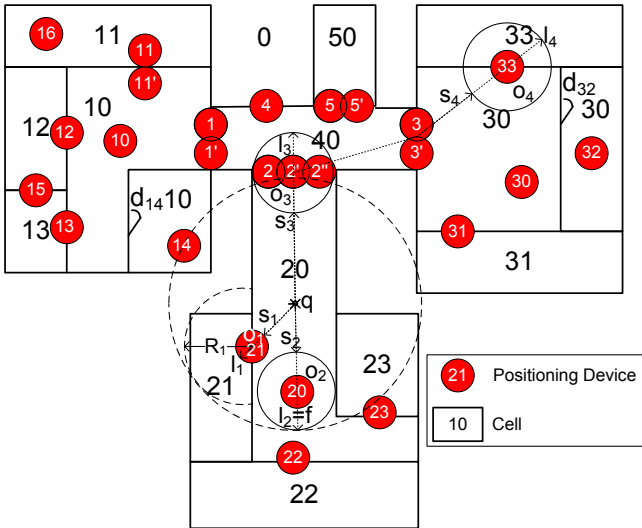 16
11
11
11'
0
50
33
l4
33
o4
s4
30
d32
30
12
12
10
10
1
1'
4
5
5'
3
3'
40
l3
2
2'
2"
o3
s3
32
30
15
13
13
d14
10
14
31
31
20
q
s1
s2
o1
21
R1
l1
21
o2
20
l2=f
23
23
22
22
21
Positioning Device
10
Cell